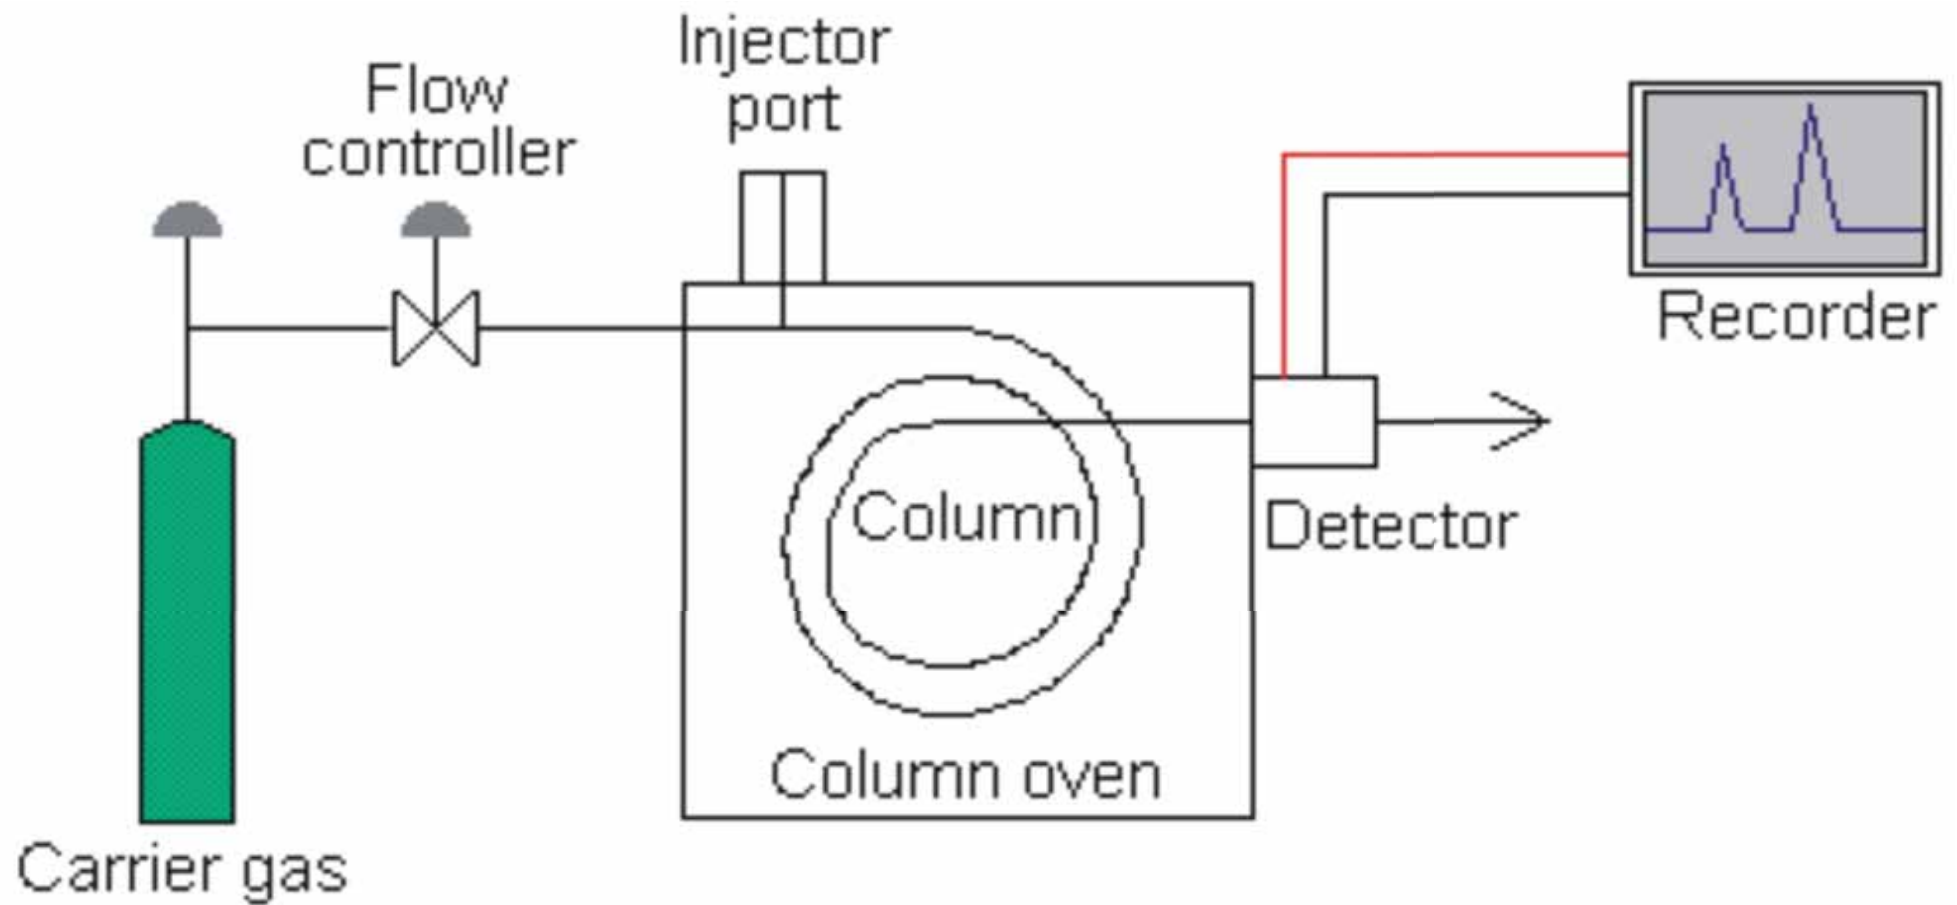 Injector
port
Flow
controller
Recorder
Column
Detector
Column oven
Carrier gas